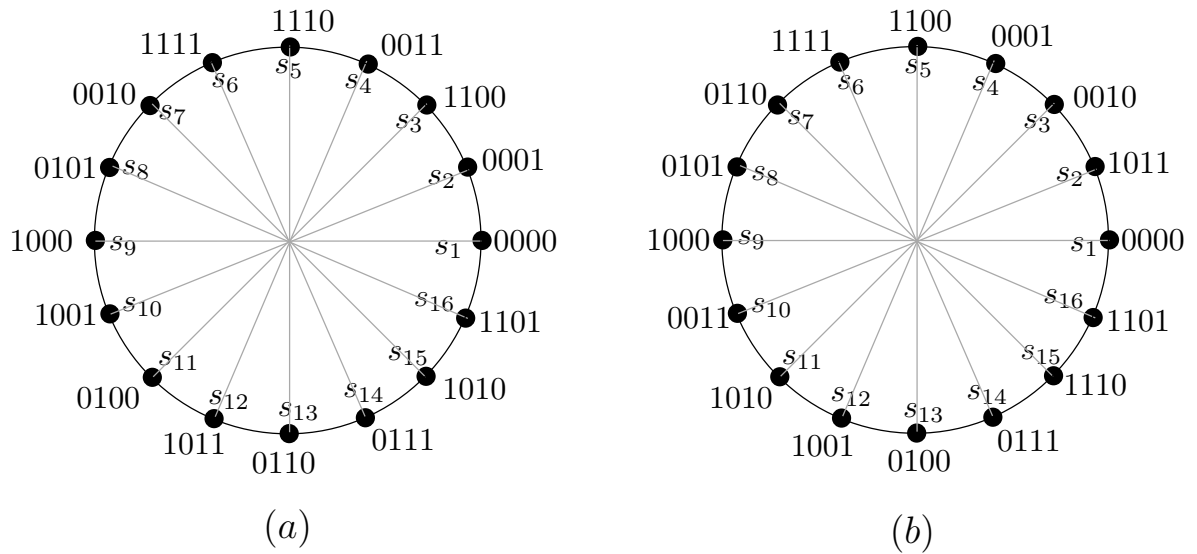 1110
1111
0011
0010
1100
0101
0001
1000
0000
1001
1101
0100
1010
1011
0111
0110
s1
s2
s3
s4
s5
s6
s7
s8
s9
s10
s11
s12
s13
s14
s15
s16
(a)
1100
1111
0001
0110
0010
0101
1011
1000
0000
0011
1101
1010
1110
1001
0111
0100
s1
s2
s3
s4
s5
s6
s7
s8
s9
s10
s11
s12
s13
s14
s15
s16
(b)